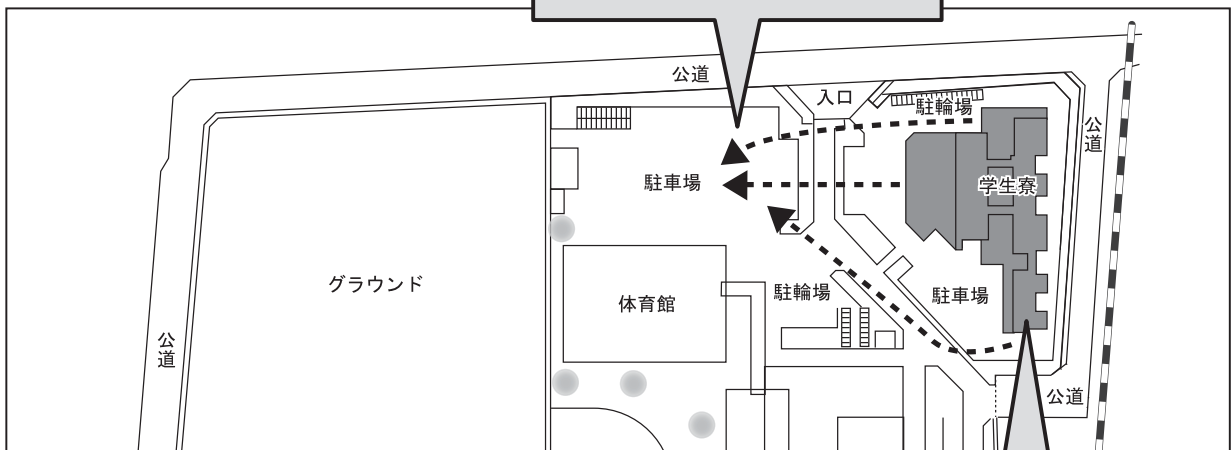 公道
入口
駐輪場
公道
駐車場
学生寮
グラウンド
体育館
駐輪場
駐車場
公道
公道